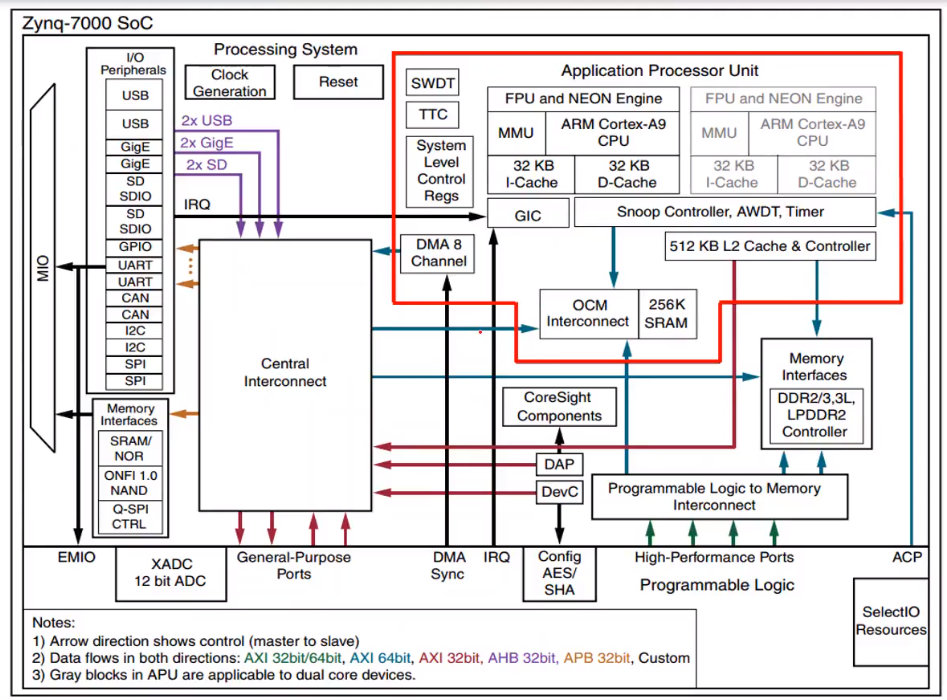 Zynq-7000 SoC
Processing System
I/O
Peripherals
USB
USB
GigE
GigE
SD
SDIO
SD
SDIO
GPIO
UART
UART
CAN
CAN
I2C
I2C
SPI
SPI
MIO
Memory
Interfaces
SRAM/
NOR
ONFI 1.0
NAND
Q-SPI
CTRL
Clock
Generation
Reset
2x USB
2x GigE
2x SD
IRQ
Central
Interconnect
SWDT
TTC
System
Level
Control
Regs
DMA 8
Channel
Application Processor Unit
FPU and NEON Engine
MMU
ARM Cortex-A9
CPU
32 KB
I-Cache
32 KB
D-Cache
FPU and NEON Engine
MMU
ARM Cortex-A9
CPU
32 KB
I-Cache
32 KB
D-Cache
GIC
Snoop Controller, AWDT, Timer
512 KB L2 Cache & Controller
OCM
Interconnect
256K
SRAM
Memory
Interfaces
DDR2/3,3L,
LPDDR2
Controller
CoreSight
Components
DAP
DevC
Programmable Logic to Memory
Interconnect
EMIO
XADC
12 bit ADC
General-Purpose
Ports
DMA
Sync
IRQ
Config
AES/
SHA
High-Performance Ports
ACP
Programmable Logic
SelectIO
Resources
Notes:
1) Arrow direction shows control (master to slave)
2) Data flows in both directions: AXI 32bit/64bit, AXI 64bit, AXI 32bit, AHB 32bit, APB 32bit, Custom
3) Gray blocks in APU are applicable to dual core devices.